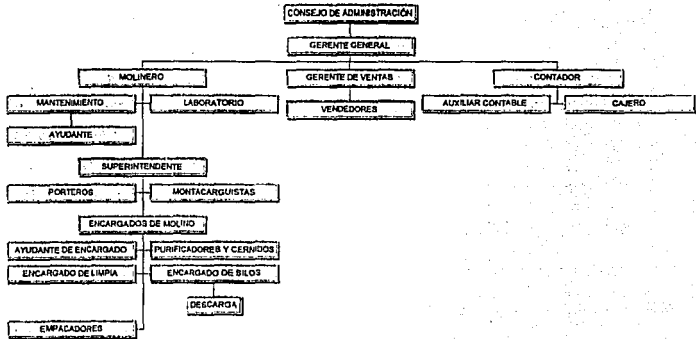 CONSEJO DE ADMINISTRACIÓN
GERENTE GENERAL
MOLINERO
GERENTE DE VENTAS
CONTADOR
MANTENIMIENTO
LABORATORIO
VENDEDORES
AUXILIAR CONTABLE
CAJERO
AYUDANTE
SUPERINTENDENTE
PORTEROS
MONTACARGUISTAS
ENCARGADOS DE MOLINO
AYUDANTE DE ENCARGADO
PURIFICADORES Y CERNIDOS
ENCARGADO DE LIMPIA
ENCARGADO DE SILOS
DESCARGA
EMPACADORES